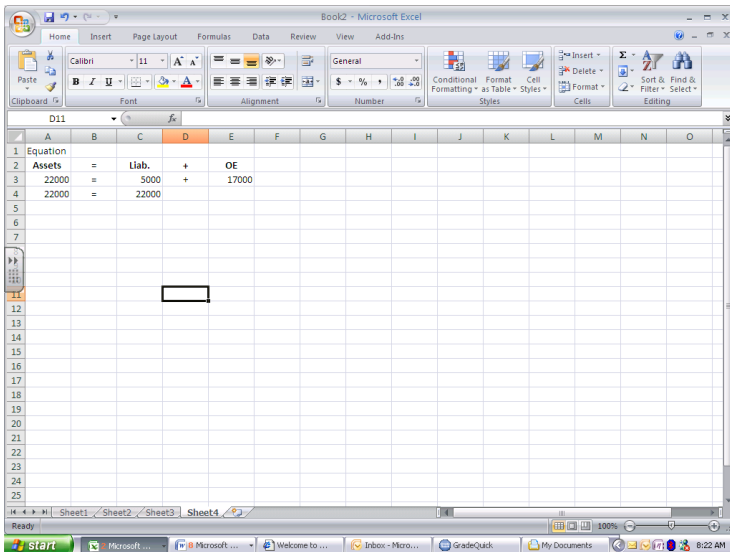 Book2 - Microsoft Excel
Home Insert Page Layout Formulas Data Review View Add-Ins
Paste
Calibri 11 A A
General
Conditional Formatting Format as Table Cell Styles
Insert
Delete
Format
Sort & Filter Find & Select
B I U A
$ % ,
Clipboard Font Alignment Number Styles Cells Editing
D11 fx
A B C D E F G H I J K L M N O
1 Equation
2 Assets = Liab. + OE
3 22000 = 5000 + 17000
4 22000 = 22000
5
6
7
11
12
13
14
15
16
17
18
19
20
21
22
23
24
25
Sheet1 Sheet2 Sheet3 Sheet4
Ready 100%
start 8 Microsoft ... 8 Microsoft ... Welcome to ... Inbox - Micro... GradeQuick My Documents 8:22 AM